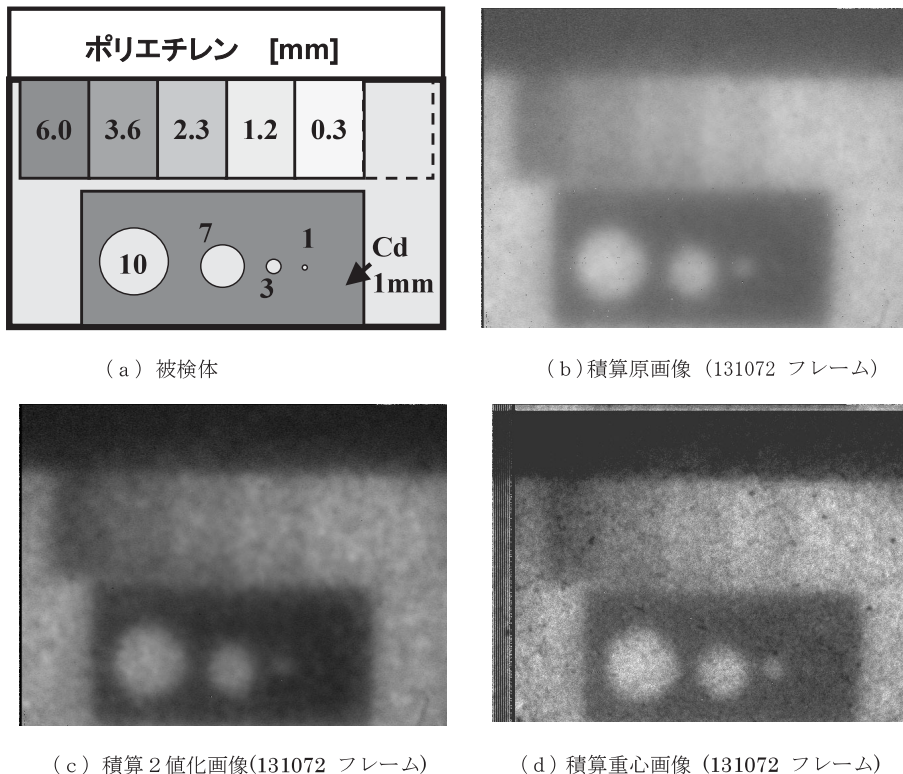 ポリエチレン [mm]
6.0 3.6 2.3 1.2 0.3
10 7 3 1 Cd
1mm
(a) 被検体
(b)積算原画像 (131072 フレーム)
(c) 積算2値化画像(131072 フレーム)
(d) 積算重心画像 (131072 フレーム)